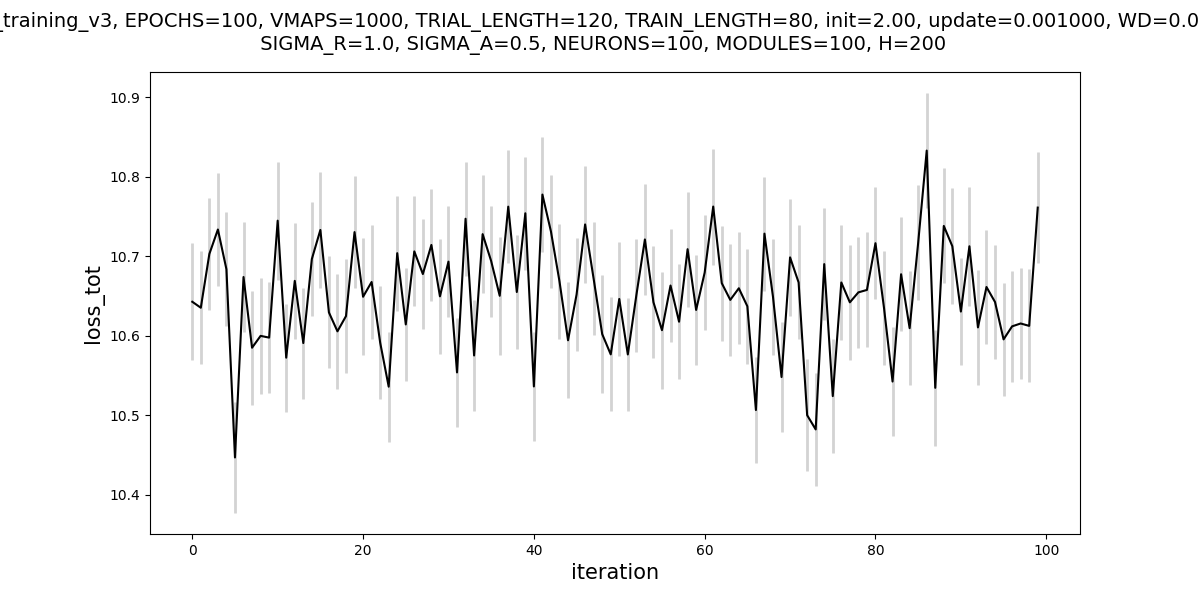 _training_v3, EPOCHS=100, VMAPS=1000, TRIAL_LENGTH=120, TRAIN_LENGTH=80, init=2.00, update=0.001000, WD=0.0
SIGMA_R=1.0, SIGMA_A=0.5, NEURONS=100, MODULES=100, H=200
10.9
10.8
10.7
10.6
10.5
10.4
loss_tot
0 20 40 60 80 100
iteration